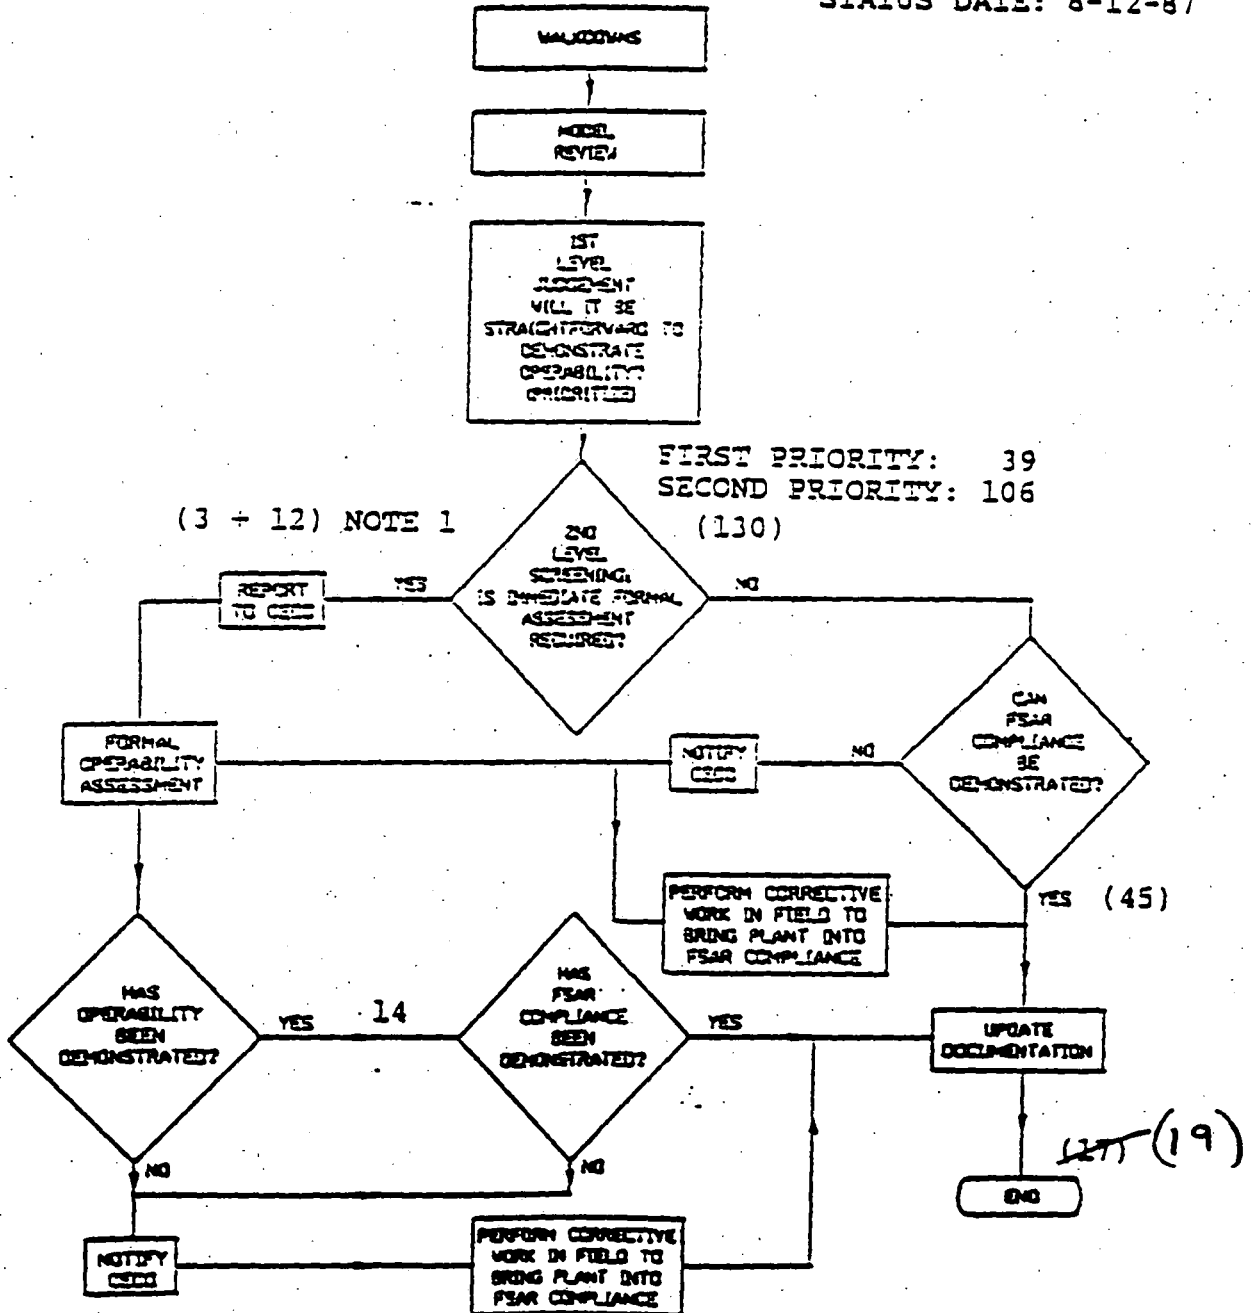 STATUS DATE: 8-12-87
WALKDOWNS
MODEL
REVIEW
1ST
LEVEL
JUDGEMENT
WILL IT BE
STRAIGHTFORWARD TO
DEMONSTRATE
OPERABILITY?
(PRIORITIZE)
FIRST PRIORITY: 39
SECOND PRIORITY: 106
(3 + 12) NOTE 1
(130)
2ND
LEVEL
SCREENING:
IS IMMEDIATE FORMAL
ASSESSMENT
REQUIRED?
YES
NO
REPORT
TO CECO
CAN
FSAR
COMPLIANCE
BE
DEMONSTRATED?
FORMAL
OPERABILITY
ASSESSMENT
NOTIFY
CECO
NO
YES (45)
PERFORM CORRECTIVE
WORK IN FIELD TO
BRING PLANT INTO
FSAR COMPLIANCE
HAS
OPERABILITY
BEEN
DEMONSTRATED?
YES
14
HAS
FSAR
COMPLIANCE
BEEN
DEMONSTRATED?
YES
UPDATE
DOCUMENTATION
NO
NO
(17) (19)
END
NOTIFY
CECO
PERFORM CORRECTIVE
WORK IN FIELD TO
BRING PLANT INTO
FSAR COMPLIANCE